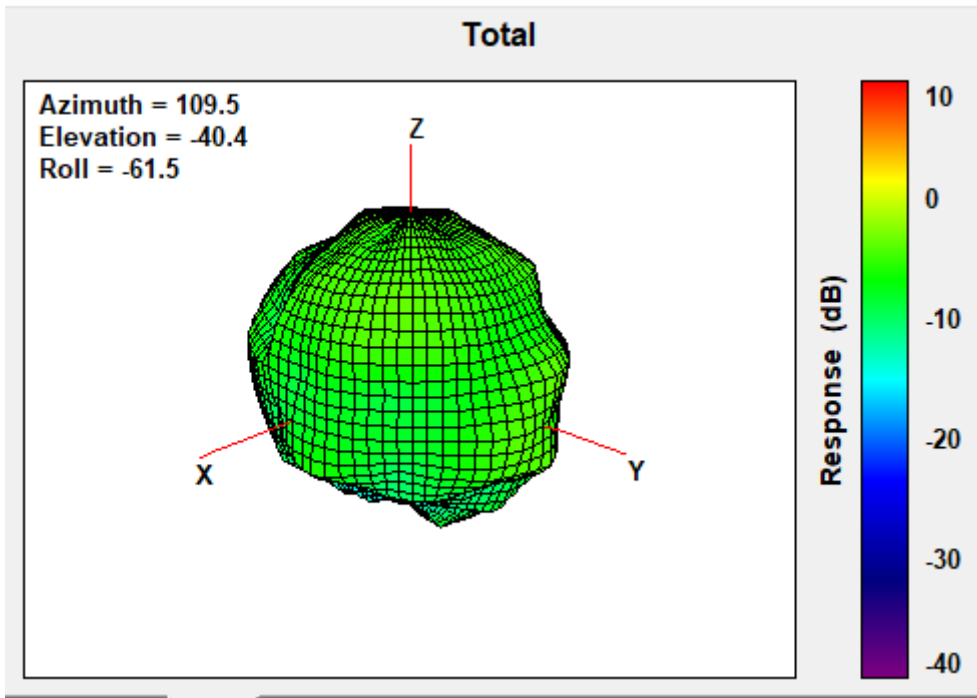 Total
Azimuth = 109.5
Elevation = -40.4
Roll = -61.5
Z
X
Y
Response (dB)
10
0
-10
-20
-30
-40